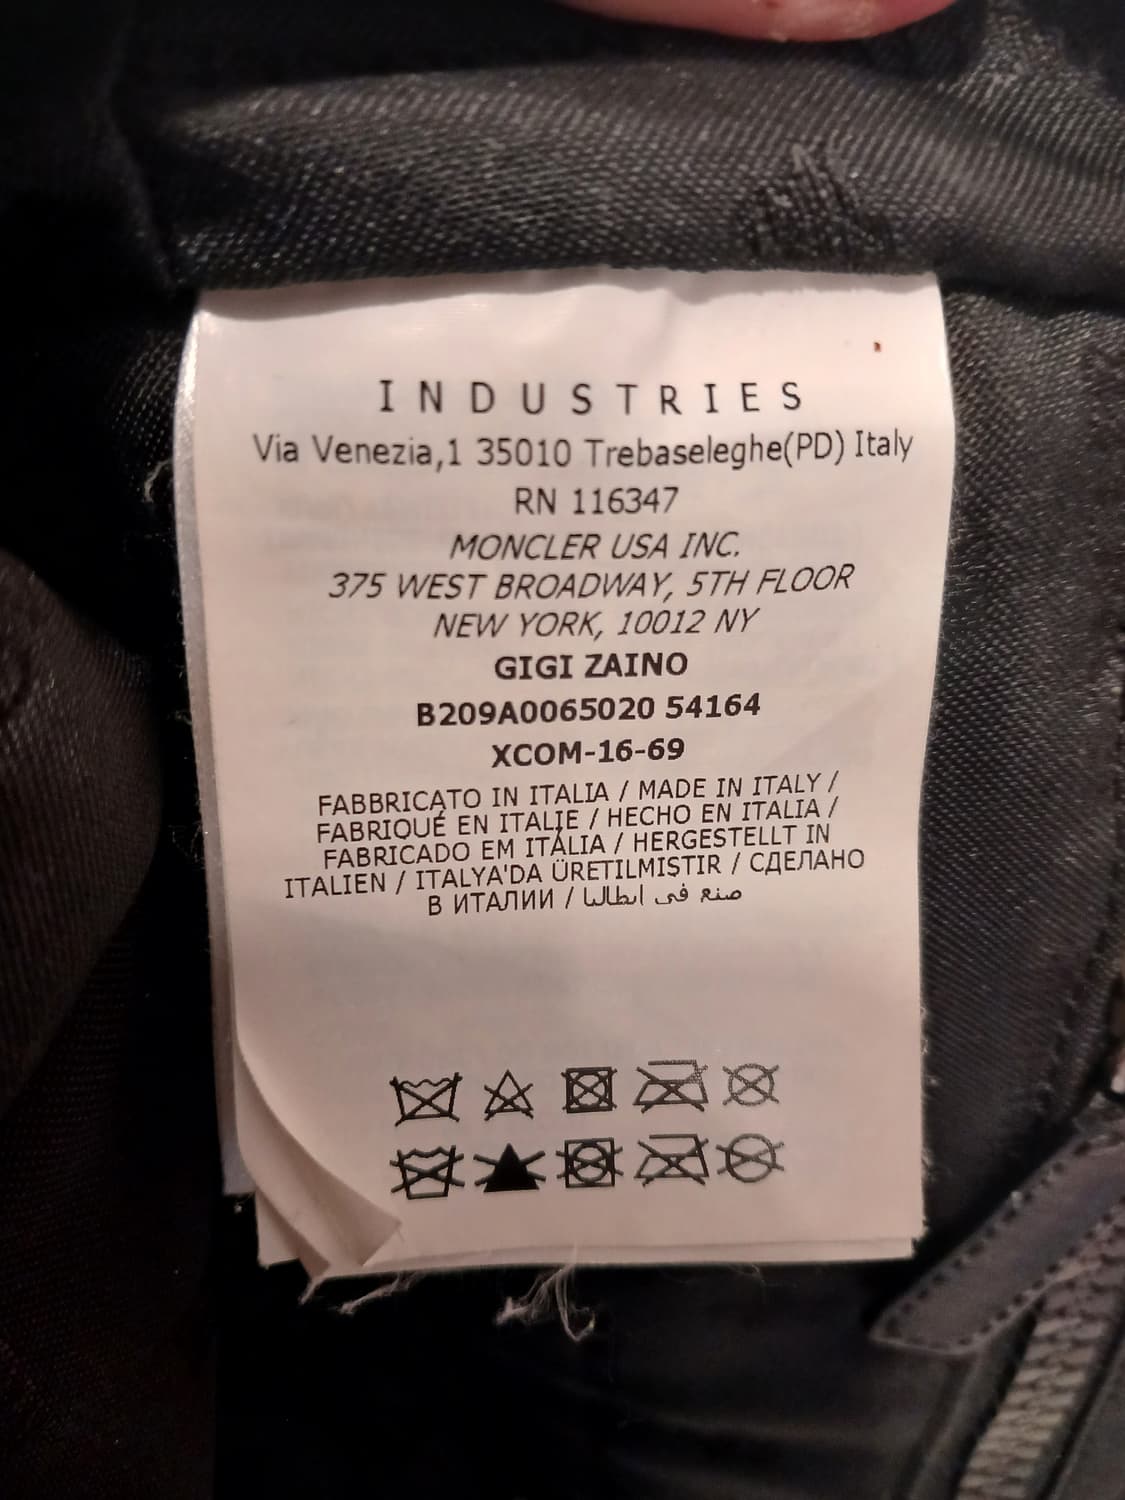 INDUSTRIES
Via Venezia,1 35010 Trebaseleghe(PD) Italy
RN 116347
MONCLER USA INC.
375 WEST BROADWAY, 5TH FLOOR
NEW YORK, 10012 NY
GIGI ZAINO
B209A0065020 54164
XCOM-16-69
FABBRICATO IN ITALIA / MADE IN ITALY /
FABRIQUÉ EN ITALIE / HECHO EN ITALIA /
FABRICADO EM ITÁLIA / HERGESTELLT IN
ITALIEN / ITALYA'DA ÜRETILMIŞTIR / СДЕЛАНО
В ИТАЛИИ / صنع في ايطاليا